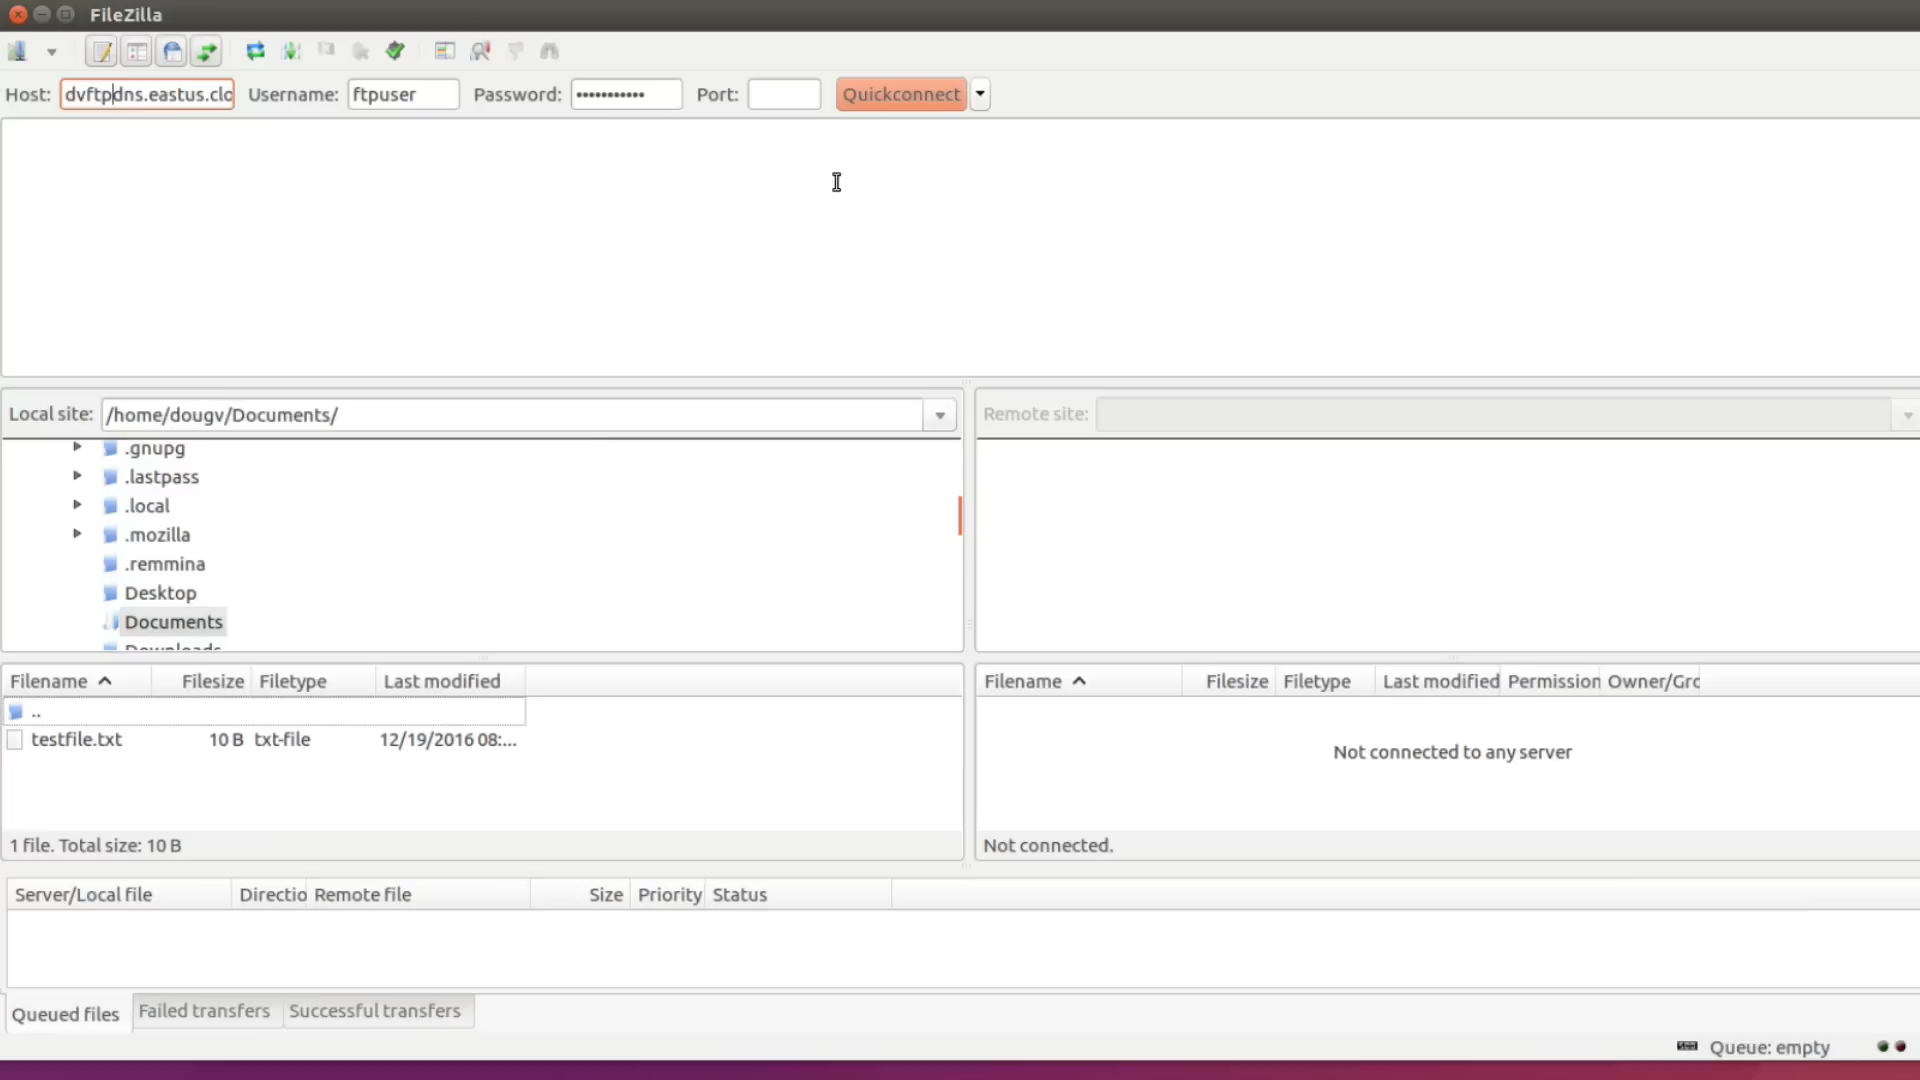 FileZilla
Host: dvftpdns.eastus.clo Username: ftpuser Password: ••••••••••• Port: Quickconnect
Local site: /home/dougv/Documents/ Remote site:
.gnupg
.lastpass
.local
.mozilla
.remmina
Desktop
Documents
Downloads
Filename Filesize Filetype Last modified Filename Filesize Filetype Last modified Permission Owner/Gro
..
testfile.txt 10 B txt-file 12/19/2016 08:...
Not connected to any server
1 file. Total size: 10 B Not connected.
Server/Local file Directio Remote file Size Priority Status
Queued files Failed transfers Successful transfers
Queue: empty